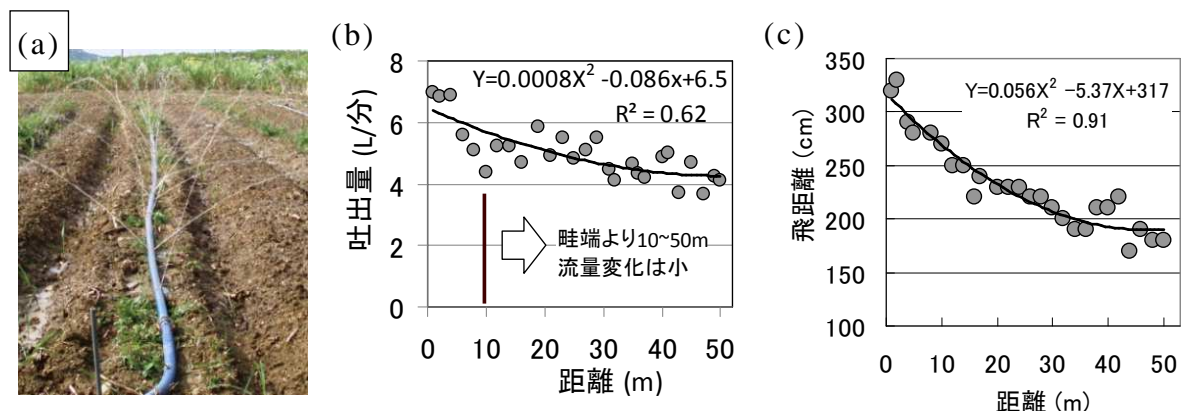 (a)
(b)
8
6
4
2
0
吐出量 (L/分)
Y=0.0008X² -0.086x+6.5
R² = 0.62
畦端より10~50m
流量変化は小
0 10 20 30 40 50
距離 (m)
(c)
350
300
250
200
150
100
飛距離 (cm)
Y=0.056X² -5.37X+317
R² = 0.91
0 10 20 30 40 50
距離 (m)